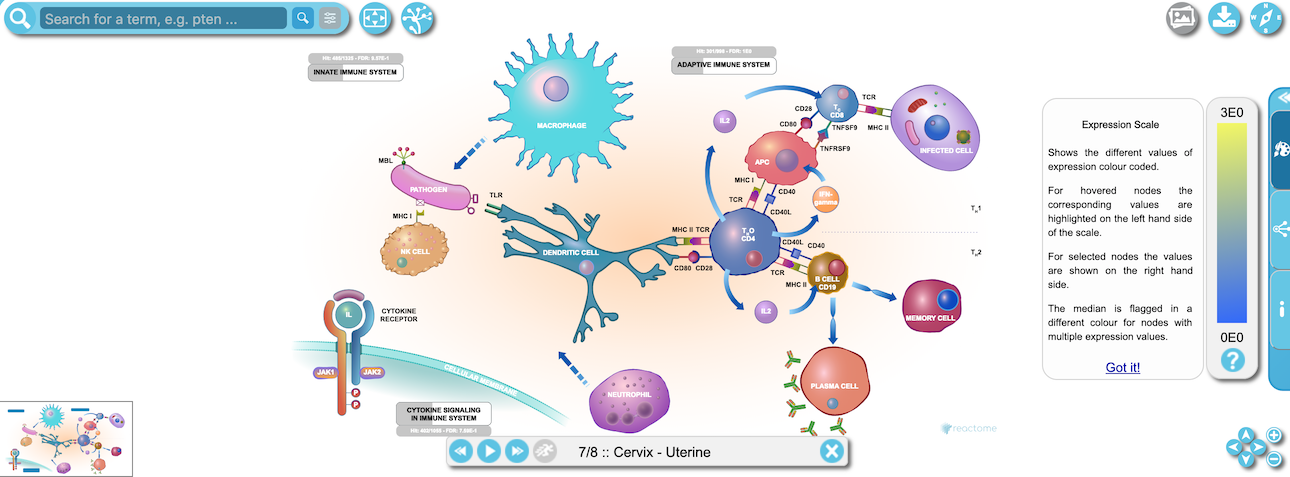 Search for a term, e.g. pten ...
N
W E
S
INNATE IMMUNE SYSTEM
ADAPTIVE IMMUNE SYSTEM
MACROPHAGE
MBL
PATHOGEN
TLR
MHC I
NK CELL
DENDRITIC CELL
IL2
CD28
CD80
TC
CD8
TCR
MHC II
TNFSF9
TNFRSF9
INFECTED CELL
APC
MHC I
TCR
CD40
CD40L
IFN-
gamma
TH1
TH2
MHC II TCR
CD80 CD28
THO
CD4
CD40L CD40
TCR
MHC II
B CELL
CD19
IL2
MEMORY CELL
PLASMA CELL
NEUTROPHIL
IL
CYTOKINE
RECEPTOR
JAK1
JAK2
P
P
CELLULAR MEMBRANE
CYTOKINE SIGNALING
IN IMMUNE SYSTEM
reactome
7/8 :: Cervix - Uterine
Expression Scale
Shows the different values of
expression colour coded.
For hovered nodes the
corresponding values are
highlighted on the left hand side
of the scale.
For selected nodes the values
are shown on the right hand
side.
The median is flagged in a
different colour for nodes with
multiple expression values.
Got it!
3E0
0E0
?